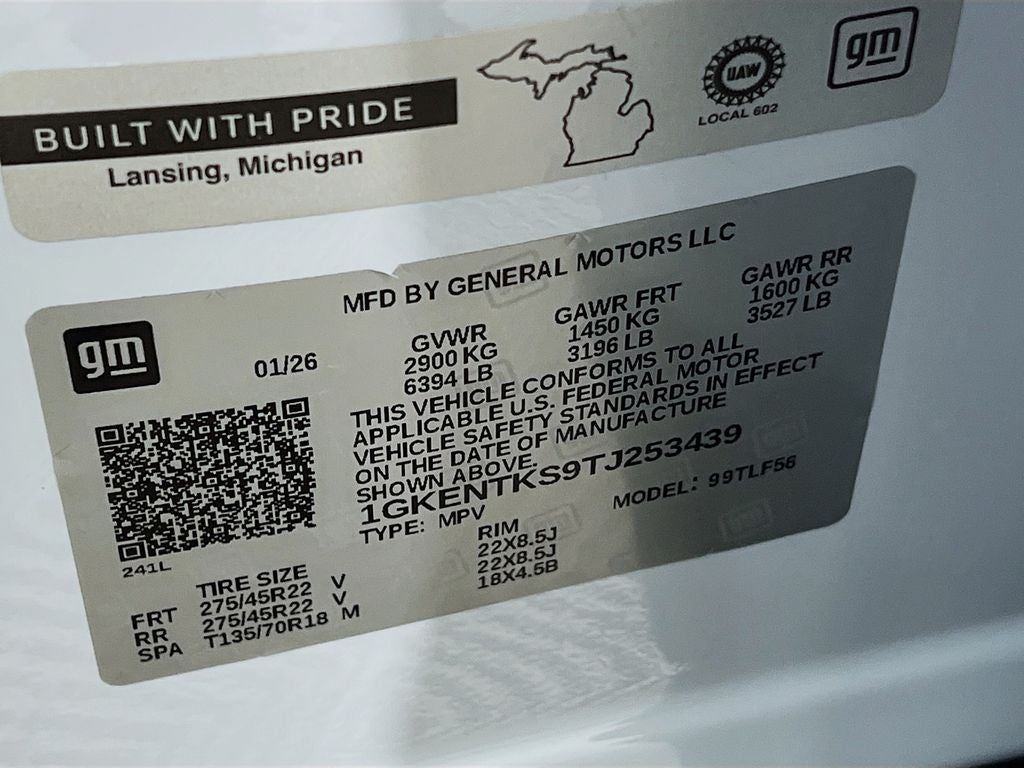 BUILT WITH PRIDE
Lansing, Michigan
UAW
LOCAL 602
gm
MFD BY GENERAL MOTORS LLC
gm
01/26
GVWR GAWR FRT GAWR RR
2900 KG 1450 KG 1600 KG
6394 LB 3196 LB 3527 LB
THIS VEHICLE CONFORMS TO ALL
APPLICABLE U.S. FEDERAL MOTOR
VEHICLE SAFETY STANDARDS IN EFFECT
ON THE DATE OF MANUFACTURE
SHOWN ABOVE.
1GKENTKS9TJ253439
TYPE: MPV MODEL: 99TLF56
241L
TIRE SIZE RIM
FRT 275/45R22 V 22X8.5J
RR 275/45R22 V 22X8.5J
SPA T135/70R18 M 18X4.5B